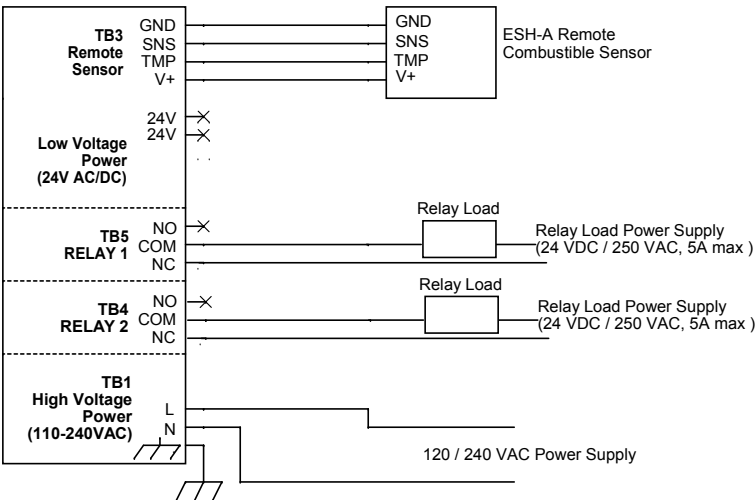 TB3
Remote
Sensor
GND
SNS
TMP
V+
GND
SNS
TMP
V+
ESH-A Remote
Combustible Sensor
24V
24V
Low Voltage
Power
(24V AC/DC)
TB5
RELAY 1
NO
COM
NC
Relay Load
Relay Load Power Supply
(24 VDC / 250 VAC, 5A max )
TB4
RELAY 2
NO
COM
NC
Relay Load
Relay Load Power Supply
(24 VDC / 250 VAC, 5A max )
TB1
High Voltage
Power
(110-240VAC)
L
N
120 / 240 VAC Power Supply